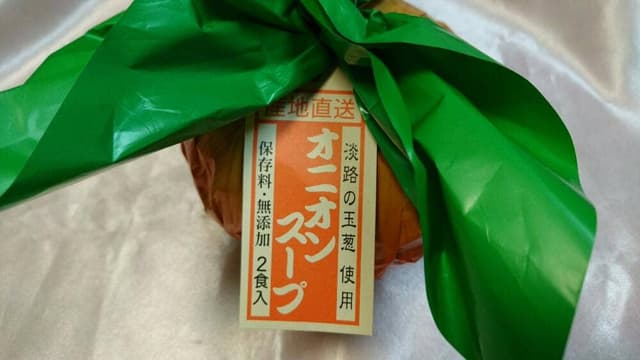 産地直送
淡路の玉葱 使用
オニオン
スープ
保存料・無添加 2食入